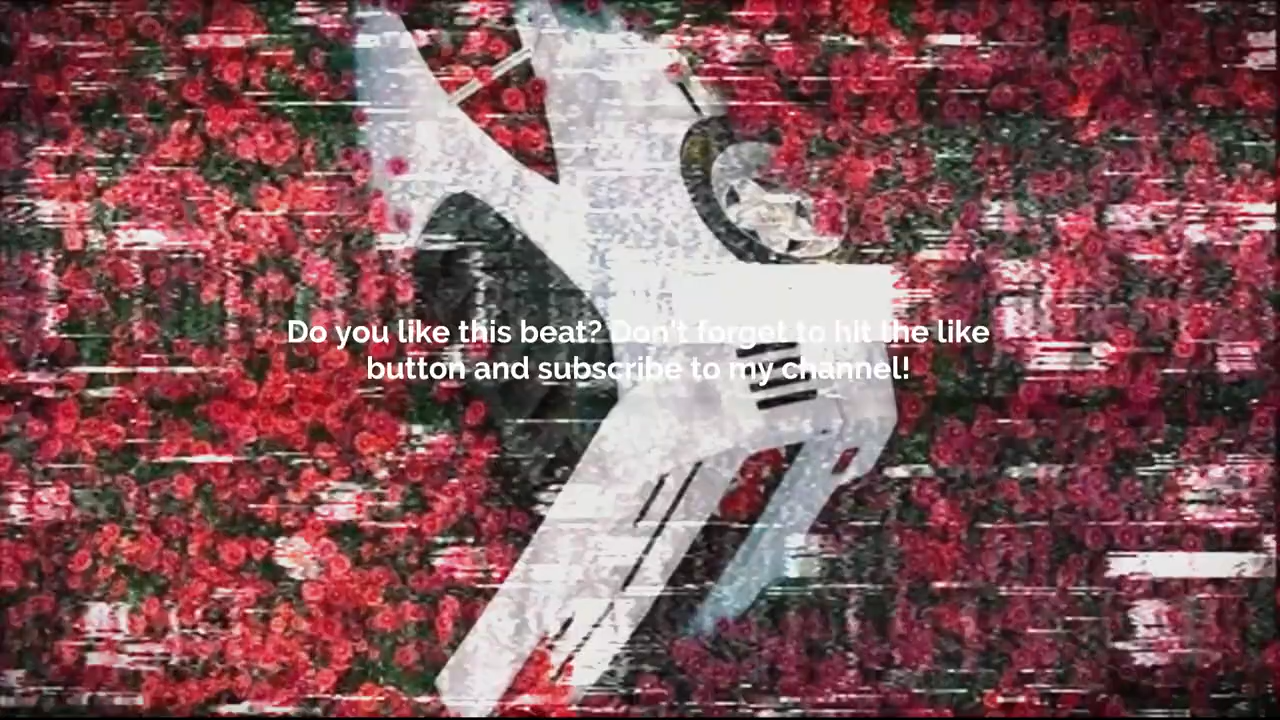 Do you like this beat? Don't forget to hit the like
button and subscribe to my channel!